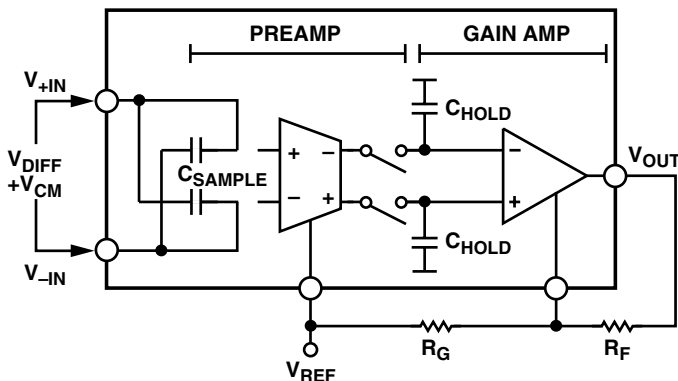 PREAMP
GAIN AMP
V+IN
CHOLD
VDIFF
+VCM
CSAMPLE
+
−
−
+
−
+
VOUT
V–IN
CHOLD
VREF
RG
RF